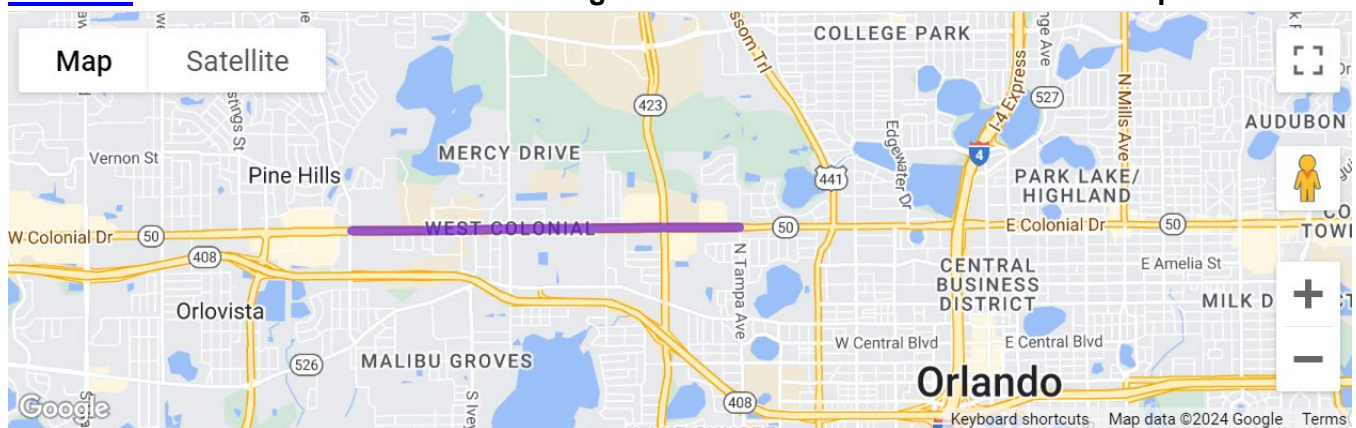 Map
Satellite
COLLEGE PARK
423
I-4 Express
527
N Mills Ave
AUDUBON
Vernon St
MERCY DRIVE
Edgewater Dr
4
Pine Hills
441
PARK LAKE/
HIGHLAND
W Colonial Dr
50
WEST COLONIAL
50
E Colonial Dr
50
408
N Tampa Ave
CENTRAL
BUSINESS
DISTRICT
E Amelia St
Orlovista
MILK D
W Central Blvd
E Central Blvd
526
MALIBU GROVES
Orlando
408
Google
Keyboard shortcuts
Map data ©2024 Google
Terms